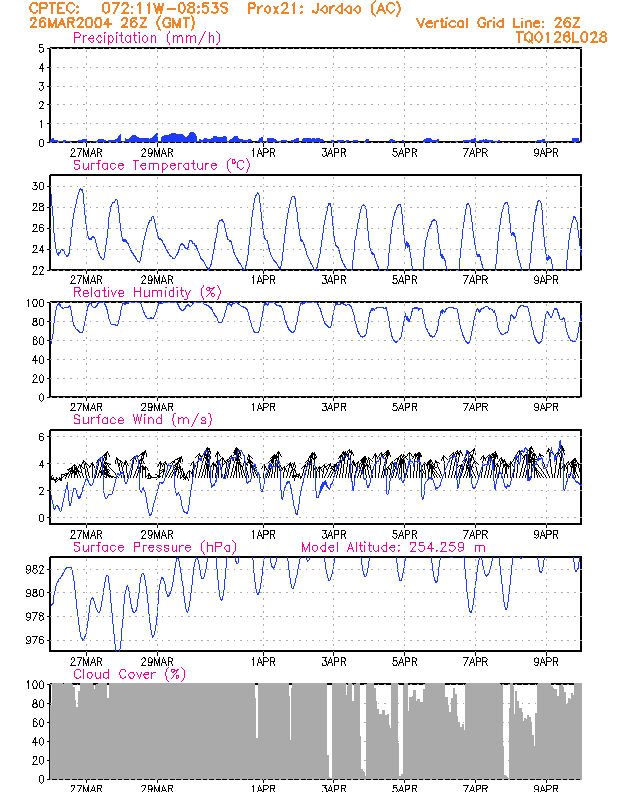 CPTEC: 072:11W-08:53S Prox21: Jordao (AC)
26MAR2004 26Z (GMT) Vertical Grid Line: 26Z
Precipitation (mm/h) TQ0126L028
5
4
3
2
1
0
27MAR 29MAR 1APR 3APR 5APR 7APR 9APR
Surface Temperature (°C)
30
28
26
24
22
27MAR 29MAR 1APR 3APR 5APR 7APR 9APR
Relative Humidity (%)
100
80
60
40
20
0
27MAR 29MAR 1APR 3APR 5APR 7APR 9APR
Surface Wind (m/s)
6
4
2
0
27MAR 29MAR 1APR 3APR 5APR 7APR 9APR
Surface Pressure (hPa) Model Altitude: 254.259 m
982
980
978
976
27MAR 29MAR 1APR 3APR 5APR 7APR 9APR
Cloud Cover (%)
100
80
60
40
20
0
27MAR 29MAR 1APR 3APR 5APR 7APR 9APR